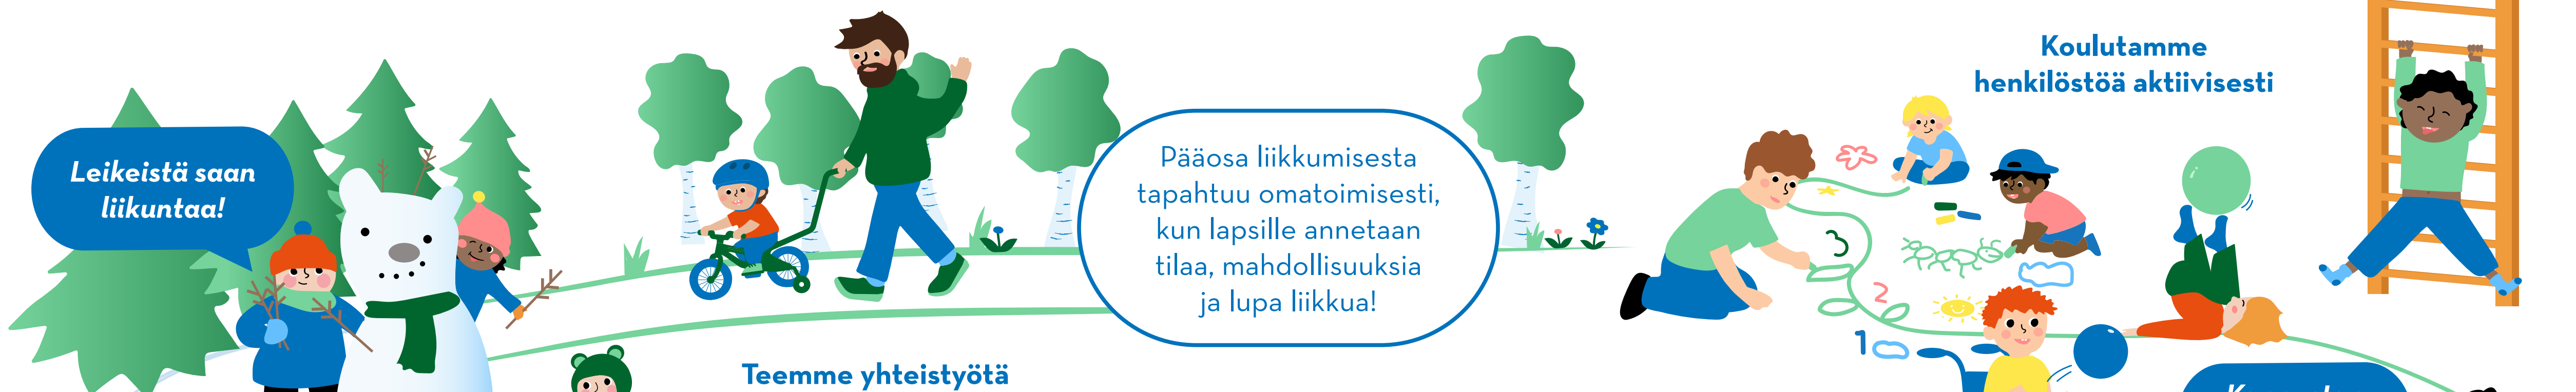 Leikeistä saan
liikuntaa!
Pääosa liikkumisesta
tapahtuu omatoimisesti,
kun lapsille annetaan
tilaa, mahdollisuuksia
ja lupa liikkua!
Koulutamme
henkilöstöä aktiivisesti
3
2
1
Teemme yhteistyötä